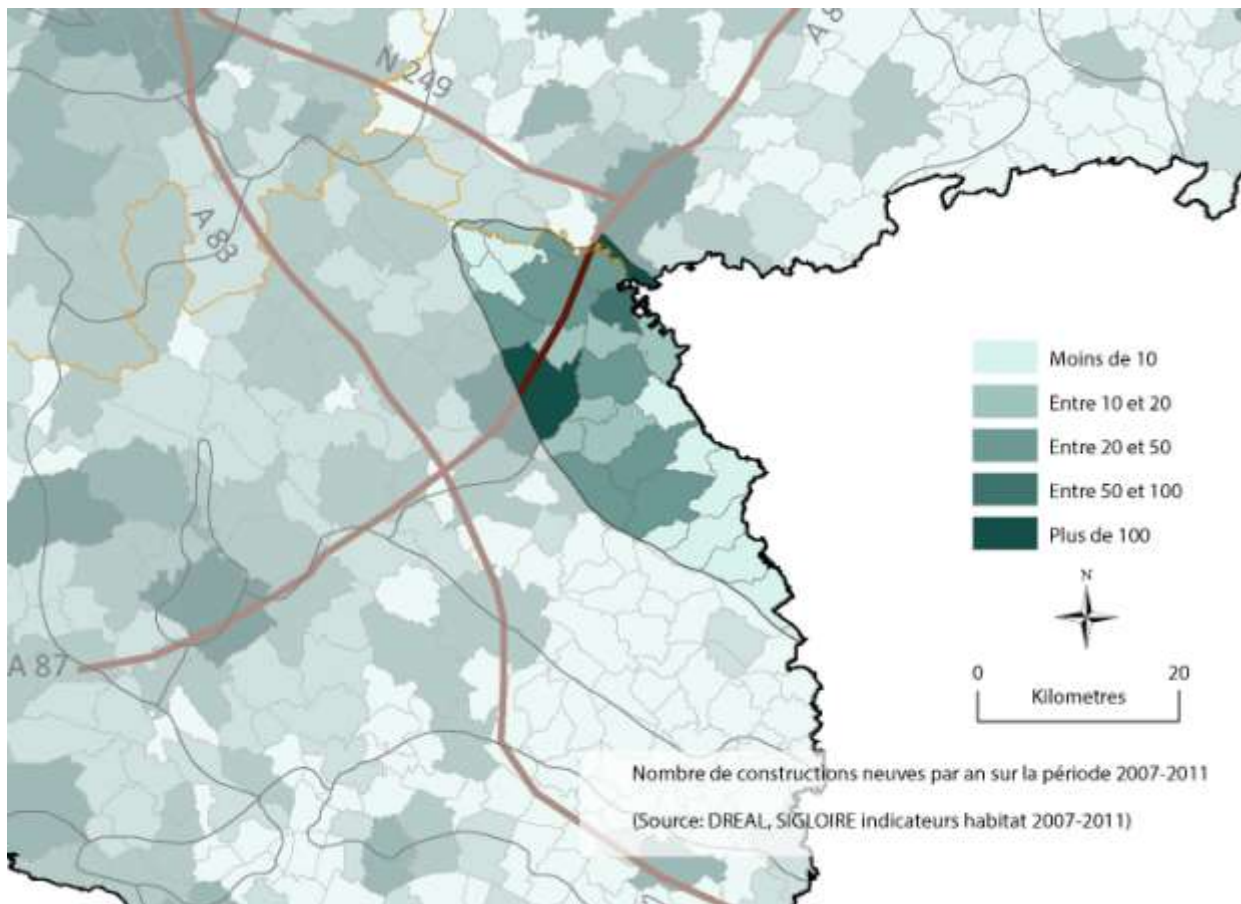 N 249
A 8
A 83
Moins de 10
Entre 10 et 20
Entre 20 et 50
Entre 50 et 100
Plus de 100
N
0 20
Kilometres
A 87
Nombre de constructions neuves par an sur la période 2007-2011
(Source: DREAL, SIGLOIRE indicateurs habitat 2007-2011)